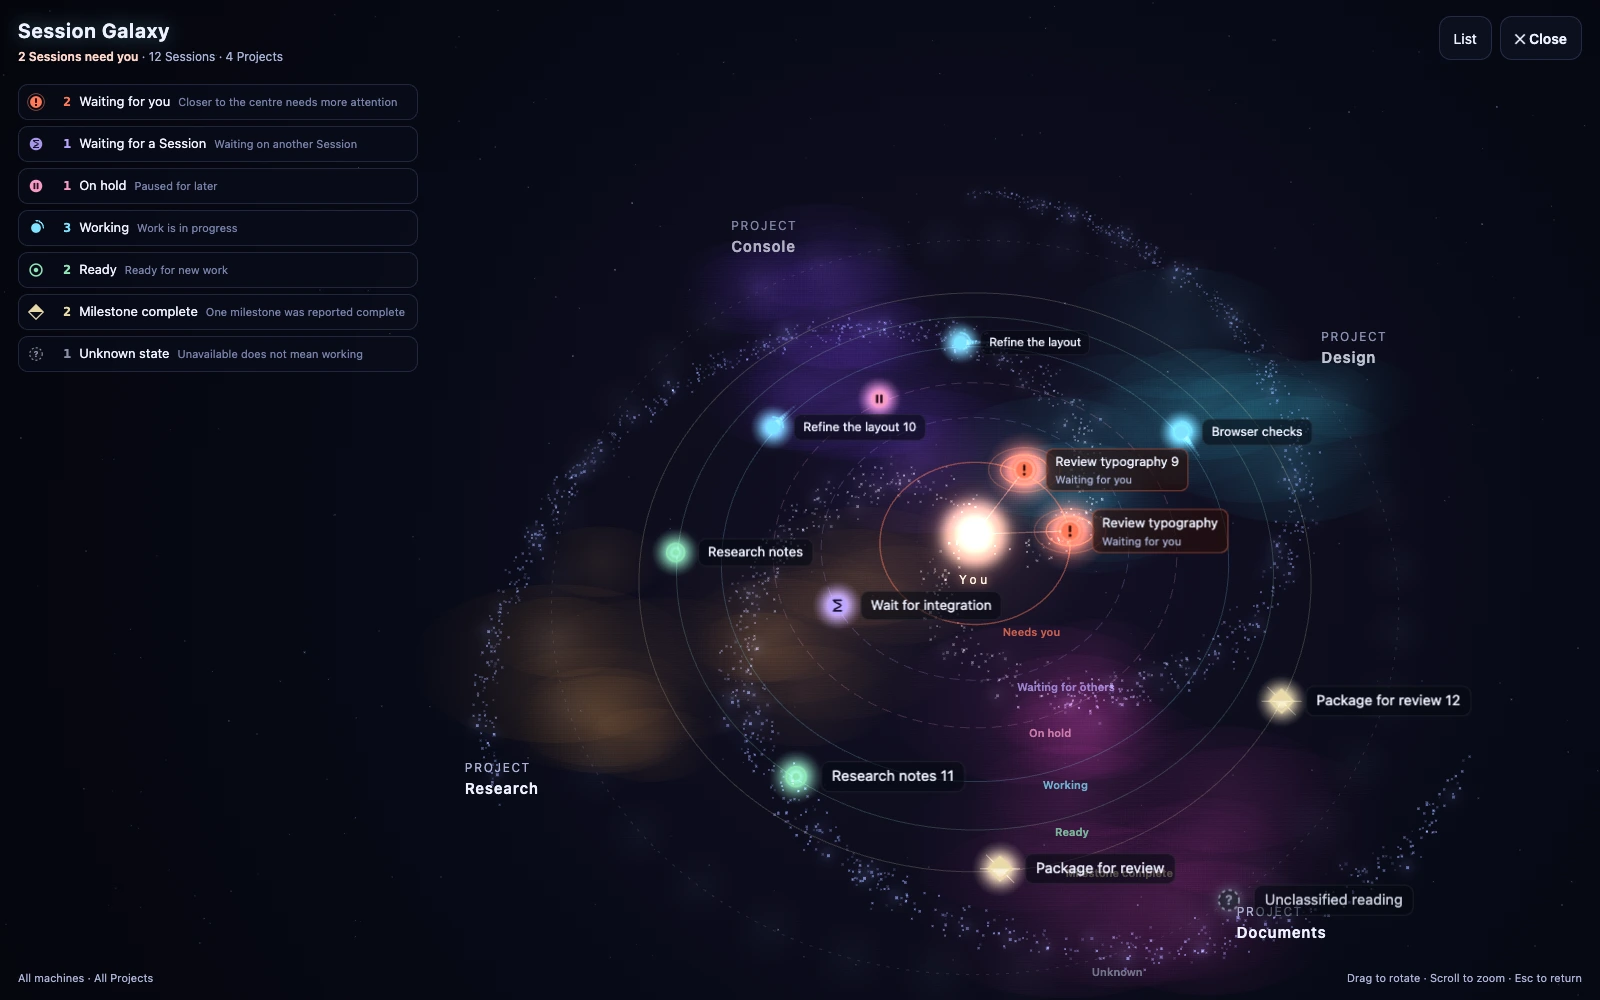 Session Galaxy
2 Sessions need you · 12 Sessions · 4 Projects
List
× Close
! 2 Waiting for you Closer to the centre needs more attention
1 Waiting for a Session Waiting on another Session
1 On hold Paused for later
3 Working Work is in progress
2 Ready Ready for new work
2 Milestone complete One milestone was reported complete
? 1 Unknown state Unavailable does not mean working
PROJECT
Console
PROJECT
Design
Refine the layout
Refine the layout 10
Browser checks
! Review typography 9
Waiting for you
! Review typography
Waiting for you
Research notes
You
Wait for integration
Needs you
Waiting for others
Package for review 12
On hold
PROJECT
Research
Research notes 11
Working
Ready
Package for review
Milestone complete
? Unclassified reading
PROJECT
Documents
Unknown
All machines · All Projects
Drag to rotate · Scroll to zoom · Esc to return